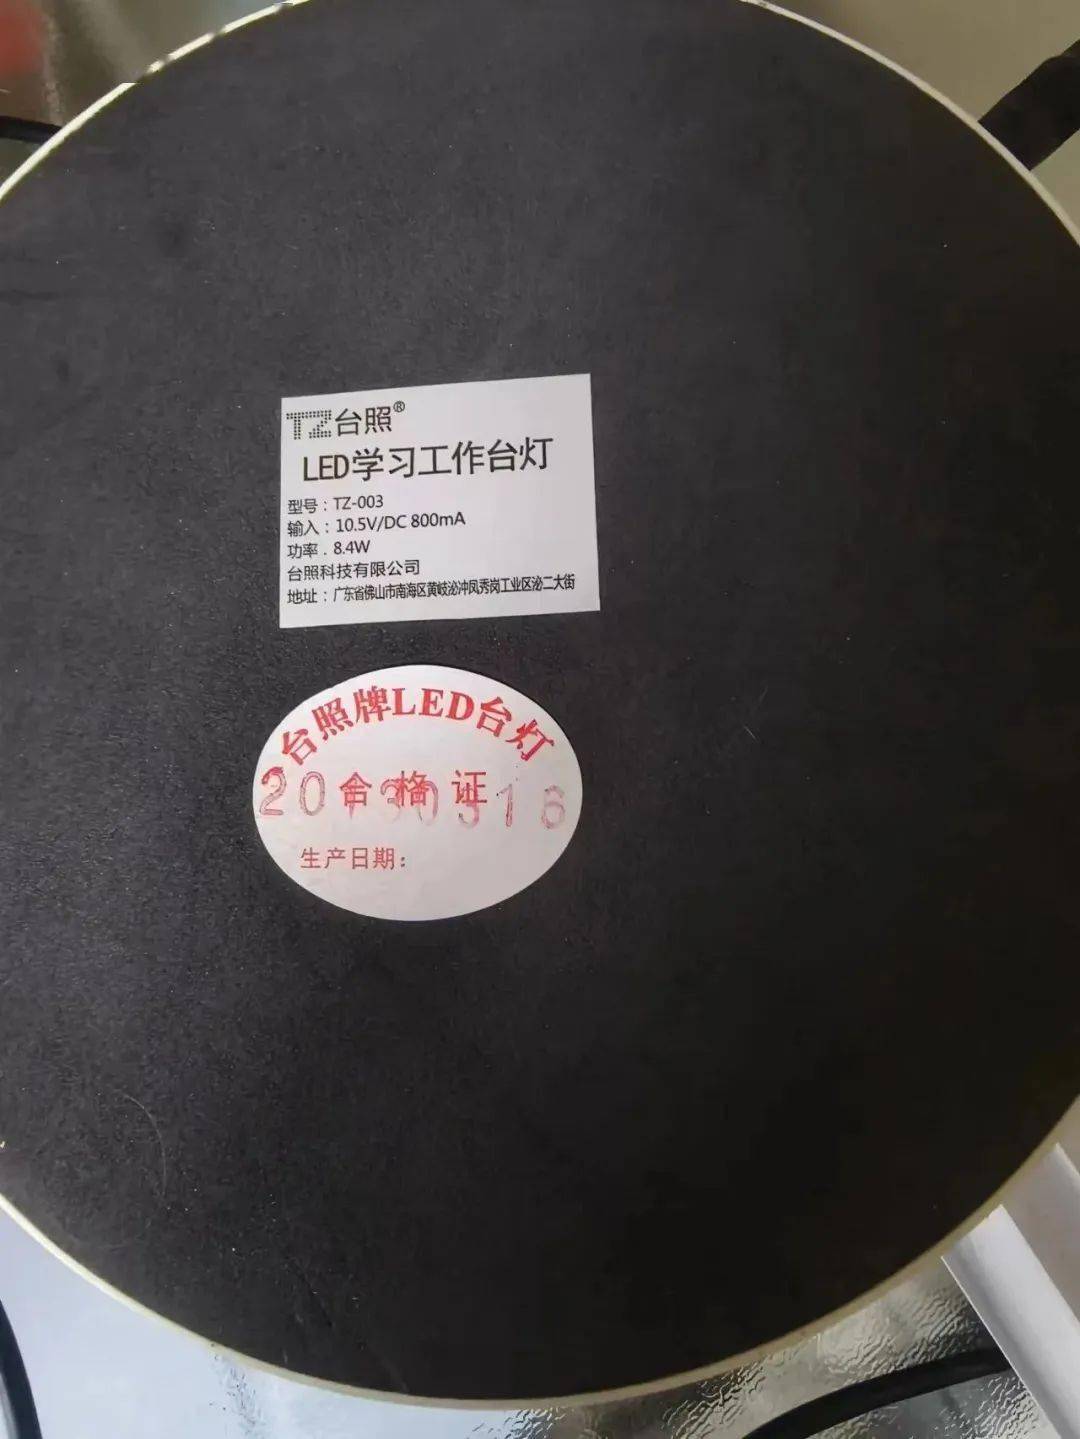 TZ台照®
LED学习工作台灯
型号：TZ-003
输入：10.5V/DC 800mA
功率．8.4W
台照科技有限公司
地址：广东省佛山市南海区黄岐泌冲凤秀岗工业区泌二大街
台照牌LED台灯
合格证
20130316
生产日期：